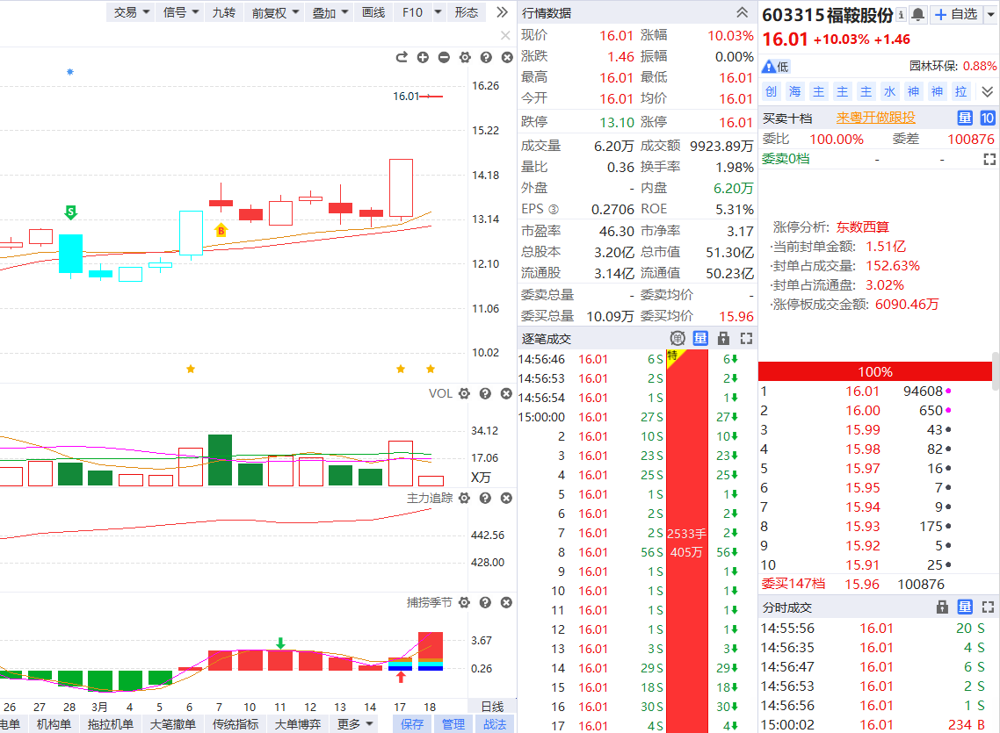 交易 信号 九转 前复权 叠加 画线 F10 形态
16.01
16.26
15.22
14.18
13.14
12.10
11.06
10.02
S
B
VOL
34.12
17.06
X万
主力追踪
442.56
428.00
捕捞季节
3.67
0.26
26 27 28 3月 4 5 6 7 10 11 12 13 14 17 18 日线
电单 机构单 拖拉机单 大笔撤单 传统指标 大单博弈 更多 保存 管理 战法
行情数据
现价 16.01 涨幅 10.03%
涨跌 1.46 振幅 0.00%
最高 16.01 最低 16.01
今开 16.01 均价 16.01
跌停 13.10 涨停 16.01
成交量 6.20万 成交额 9923.89万
量比 0.36 换手率 1.98%
外盘 - 内盘 6.20万
EPS ③ 0.2706 ROE 5.31%
市盈率 46.30 市净率 3.17
总股本 3.20亿 总市值 51.30亿
流通股 3.14亿 流通值 50.23亿
委卖总量 - 委卖均价 -
委买总量 10.09万 委买均价 15.96
逐笔成交 单 量
特
14:56:46 16.01 6 S 6
14:56:53 16.01 2 S 2
14:56:54 16.01 1 S 1
15:00:00 16.01 27 S 27
2 16.01 10 S 10
3 16.01 23 S 23
4 16.01 25 S 25
5 16.01 1 S 1
6 16.01 2 S 2
7 16.01 2 S 2533手 2
8 16.01 56 S 405万 56
9 16.01 1 S 1
10 16.01 1 S 1
11 16.01 1 S 1
12 16.01 1 S 1
13 16.01 3 S 3
14 16.01 29 S 29
15 16.01 18 S 18
16 16.01 30 S 30
17 16.01 4 S 4
603315 福鞍股份 i 自选
16.01 +10.03% +1.46
低 园林环保: 0.88%
创 海 主 主 主 水 神 神 拉
买卖十档 来粤开做跟投 量 10
委比 100.00% 委差 100876
委卖0档 - -
涨停分析: 东数西算
·当前封单金额: 1.51亿
·封单占成交量: 152.63%
·封单占流通盘: 3.02%
·涨停板成交金额: 6090.46万
100%
1 16.01 94608
2 16.00 650
3 15.99 43
4 15.98 82
5 15.97 16
6 15.95 7
7 15.94 9
8 15.93 175
9 15.92 5
10 15.91 25
委买147档 15.96 100876
分时成交 量
14:55:56 16.01 20 S
14:56:35 16.01 4 S
14:56:47 16.01 6 S
14:56:53 16.01 2 S
14:56:56 16.01 1 S
15:00:02 16.01 234 B